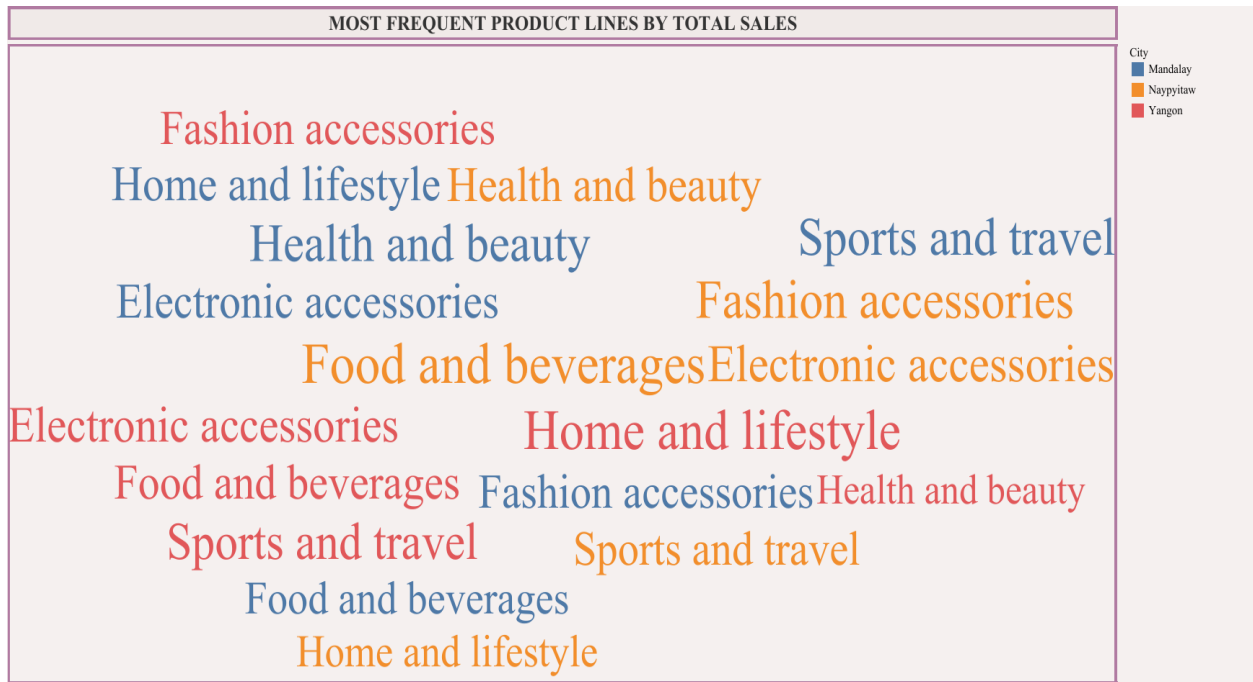 MOST FREQUENT PRODUCT LINES BY TOTAL SALES
City
Mandalay
Naypyitaw
Yangon
Fashion accessories
Home and lifestyle Health and beauty
Health and beauty Sports and travel
Electronic accessories Fashion accessories
Food and beverages Electronic accessories
Electronic accessories Home and lifestyle
Food and beverages Fashion accessories Health and beauty
Sports and travel Sports and travel
Food and beverages
Home and lifestyle